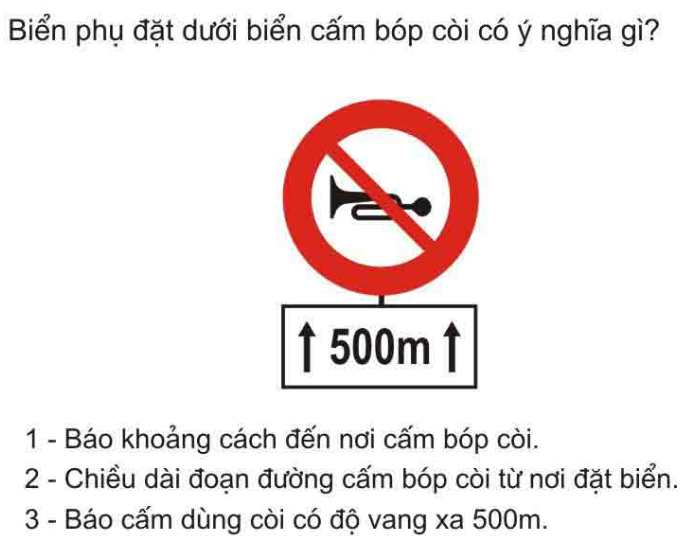 Biển phụ đặt dưới biển cấm bóp còi có ý nghĩa gì?
↑ 500m ↑
1 - Báo khoảng cách đến nơi cấm bóp còi.
2 - Chiều dài đoạn đường cấm bóp còi từ nơi đặt biển.
3 - Báo cấm dùng còi có độ vang xa 500m.